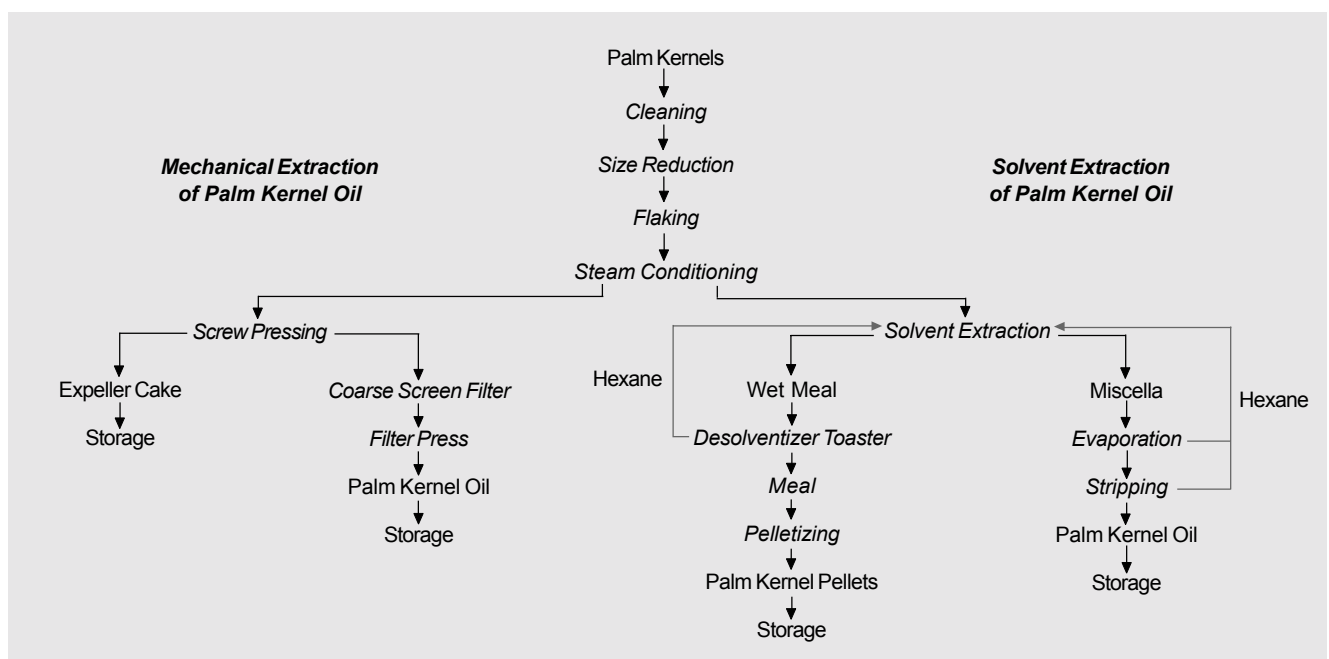 Palm Kernels
Cleaning
Size Reduction
Flaking
Steam Conditioning
Mechanical Extraction
of Palm Kernel Oil
Screw Pressing
Expeller Cake
Storage
Coarse Screen Filter
Filter Press
Palm Kernel Oil
Storage
Solvent Extraction
of Palm Kernel Oil
Solvent Extraction
Hexane
Wet Meal
Desolventizer Toaster
Meal
Pelletizing
Palm Kernel Pellets
Storage
Miscella
Hexane
Evaporation
Stripping
Palm Kernel Oil
Storage